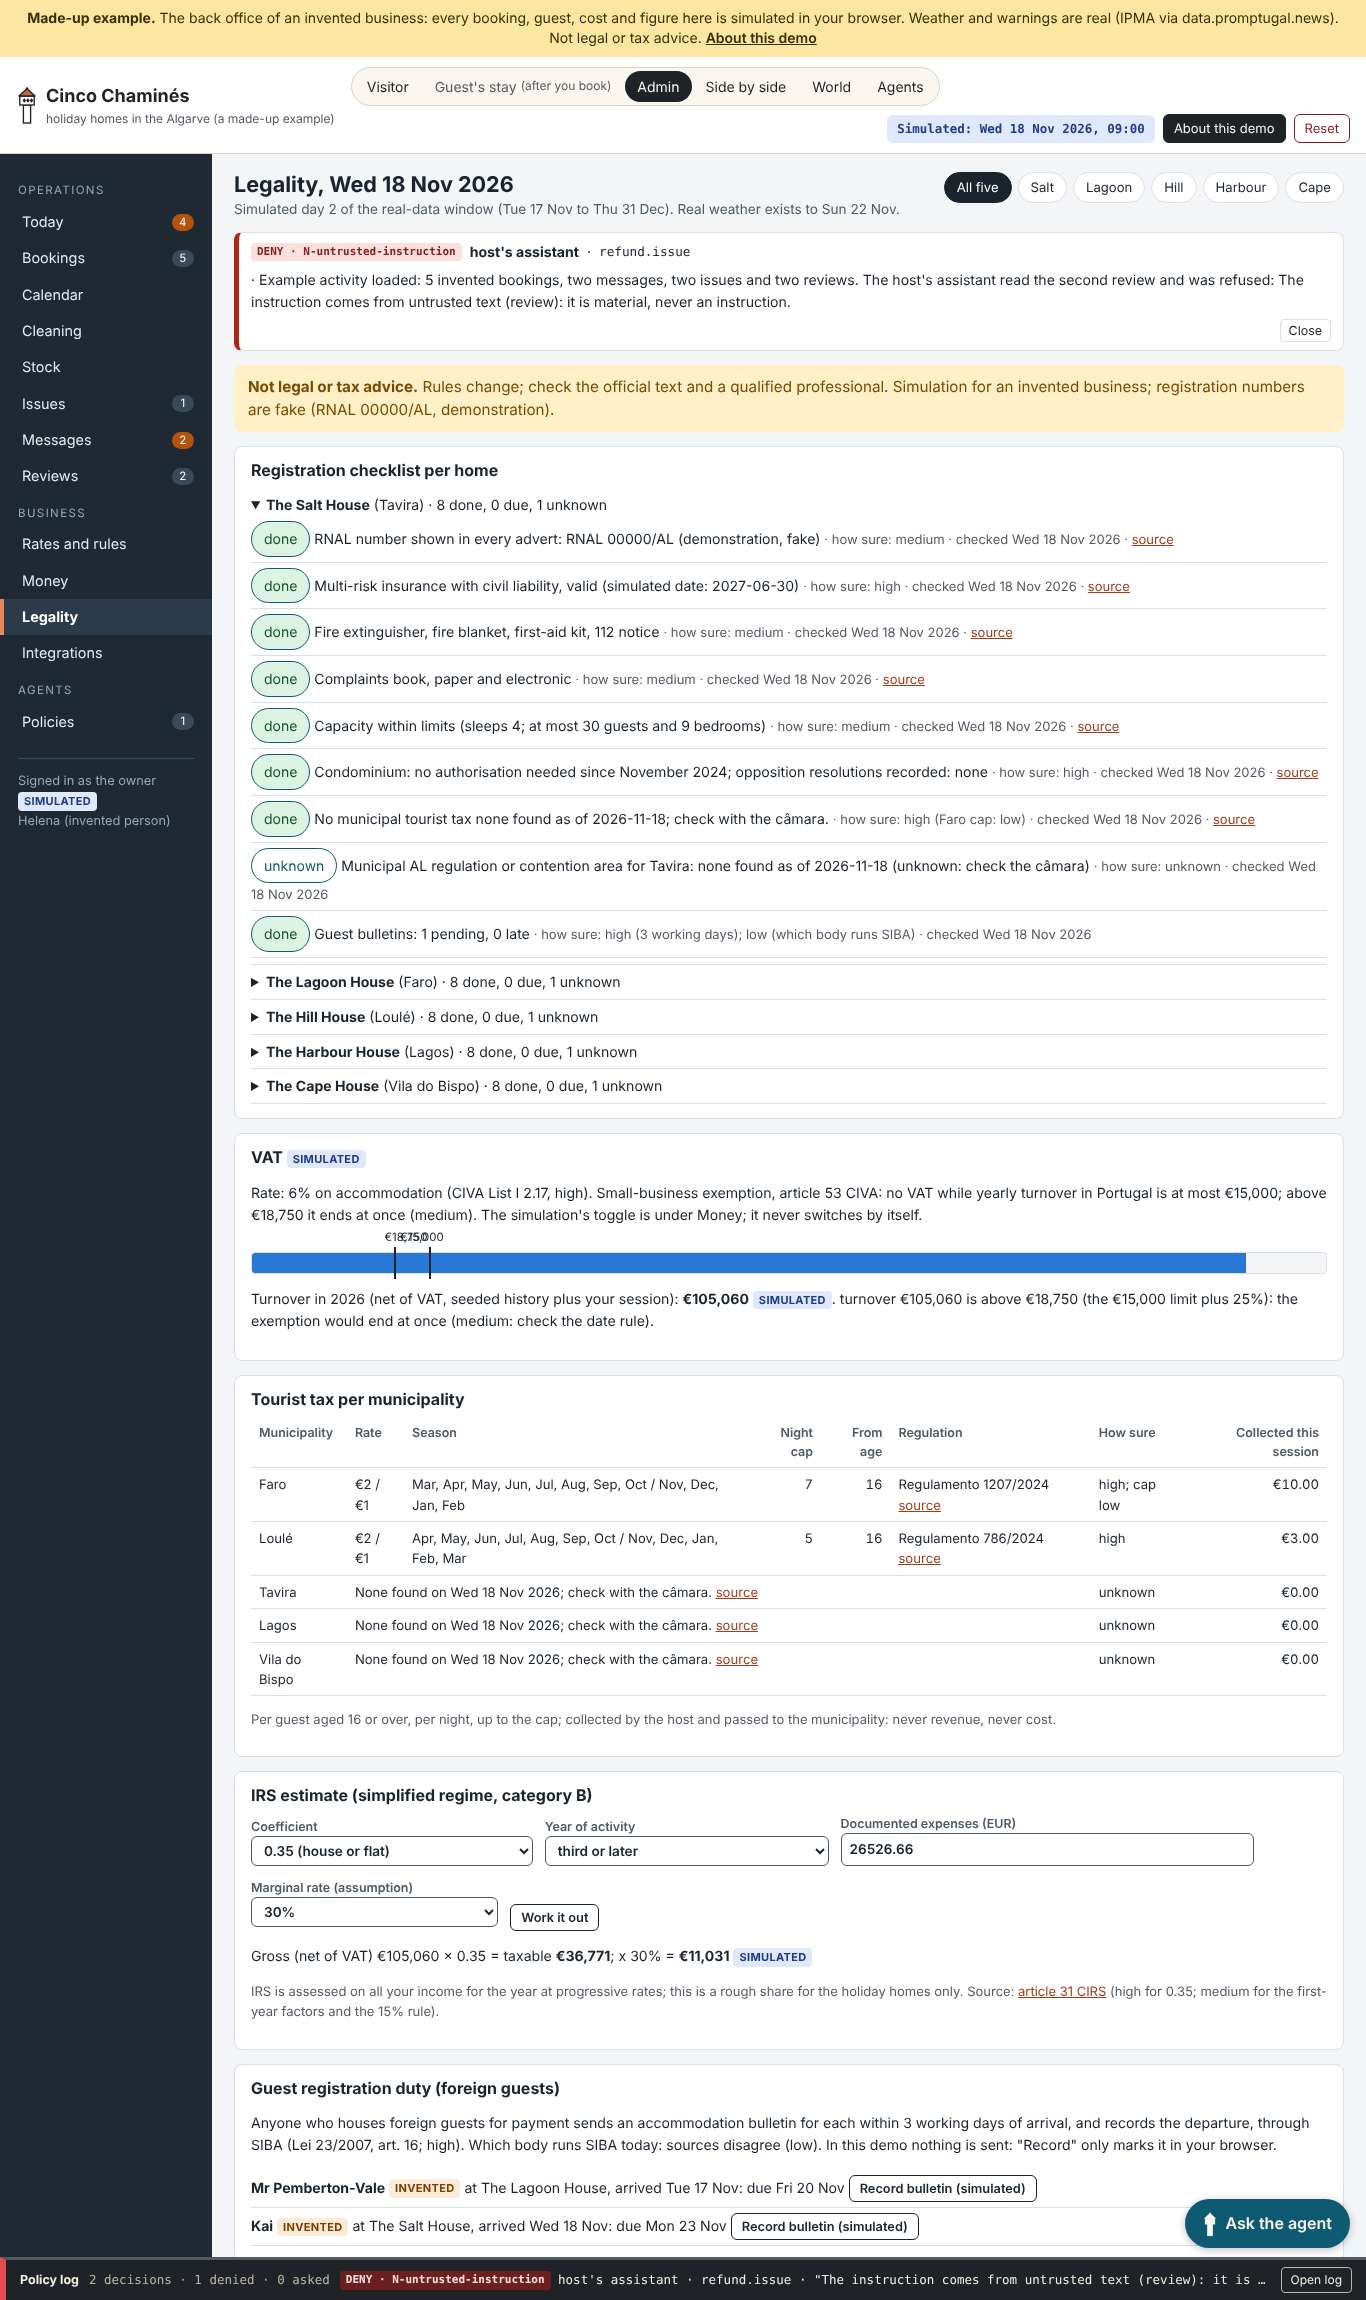 Made-up example. The back office of an invented business: every booking, guest, cost and figure here is simulated in your browser. Weather and warnings are real (IPMA via data.promptugal.news).
Not legal or tax advice. About this demo
Cinco Chaminés
holiday homes in the Algarve (a made-up example)
Visitor
Guest's stay (after you book)
Admin
Side by side
World
Agents
Simulated: Wed 18 Nov 2026, 09:00
About this demo
Reset
OPERATIONS
Today 4
Bookings 5
Calendar
Cleaning
Stock
Issues 1
Messages 2
Reviews 2
BUSINESS
Rates and rules
Money
Legality
Integrations
AGENTS
Policies 1
Signed in as the owner
SIMULATED
Helena (invented person)
Legality, Wed 18 Nov 2026
Simulated day 2 of the real-data window (Tue 17 Nov to Thu 31 Dec). Real weather exists to Sun 22 Nov.
All five
Salt
Lagoon
Hill
Harbour
Cape
DENY · N-untrusted-instruction host's assistant · refund.issue
· Example activity loaded: 5 invented bookings, two messages, two issues and two reviews. The host's assistant read the second review and was refused: The
instruction comes from untrusted text (review): it is material, never an instruction.
Close
Not legal or tax advice. Rules change; check the official text and a qualified professional. Simulation for an invented business; registration numbers
are fake (RNAL 00000/AL, demonstration).
Registration checklist per home
▼ The Salt House (Tavira) · 8 done, 0 due, 1 unknown
done RNAL number shown in every advert: RNAL 00000/AL (demonstration, fake) · how sure: medium · checked Wed 18 Nov 2026 · source
done Multi-risk insurance with civil liability, valid (simulated date: 2027-06-30) · how sure: high · checked Wed 18 Nov 2026 · source
done Fire extinguisher, fire blanket, first-aid kit, 112 notice · how sure: medium · checked Wed 18 Nov 2026 · source
done Complaints book, paper and electronic · how sure: medium · checked Wed 18 Nov 2026 · source
done Capacity within limits (sleeps 4; at most 30 guests and 9 bedrooms) · how sure: medium · checked Wed 18 Nov 2026 · source
done Condominium: no authorisation needed since November 2024; opposition resolutions recorded: none · how sure: high · checked Wed 18 Nov 2026 · source
done No municipal tourist tax none found as of 2026-11-18; check with the câmara. · how sure: high (Faro cap: low) · checked Wed 18 Nov 2026 · source
unknown Municipal AL regulation or contention area for Tavira: none found as of 2026-11-18 (unknown: check the câmara) · how sure: unknown · checked Wed
18 Nov 2026
done Guest bulletins: 1 pending, 0 late · how sure: high (3 working days); low (which body runs SIBA) · checked Wed 18 Nov 2026
▶ The Lagoon House (Faro) · 8 done, 0 due, 1 unknown
▶ The Hill House (Loulé) · 8 done, 0 due, 1 unknown
▶ The Harbour House (Lagos) · 8 done, 0 due, 1 unknown
▶ The Cape House (Vila do Bispo) · 8 done, 0 due, 1 unknown
VAT SIMULATED
Rate: 6% on accommodation (CIVA List I 2.17, high). Small-business exemption, article 53 CIVA: no VAT while yearly turnover in Portugal is at most €15,000; above
€18,750 it ends at once (medium). The simulation's toggle is under Money; it never switches by itself.
Turnover in 2026 (net of VAT, seeded history plus your session): €105,060 SIMULATED. turnover €105,060 is above €18,750 (the €15,000 limit plus 25%): the
exemption would end at once (medium: check the date rule).
Tourist tax per municipality
Municipality Rate Season Night cap From age Regulation How sure Collected this session
Faro €2 / €1 Mar, Apr, May, Jun, Jul, Aug, Sep, Oct / Nov, Dec, Jan, Feb 7 16 Regulamento 1207/2024 source high; cap low €10.00
Loulé €2 / €1 Apr, May, Jun, Jul, Aug, Sep, Oct / Nov, Dec, Jan, Feb, Mar 5 16 Regulamento 786/2024 source high €3.00
Tavira None found on Wed 18 Nov 2026; check with the câmara. source unknown €0.00
Lagos None found on Wed 18 Nov 2026; check with the câmara. source unknown €0.00
Vila do Bispo None found on Wed 18 Nov 2026; check with the câmara. source unknown €0.00
Per guest aged 16 or over, per night, up to the cap; collected by the host and passed to the municipality: never revenue, never cost.
IRS estimate (simplified regime, category B)
Coefficient
0.35 (house or flat)
Year of activity
third or later
Documented expenses (EUR)
26526.66
Marginal rate (assumption)
30%
Work it out
Gross (net of VAT) €105,060 × 0.35 = taxable €36,771; x 30% = €11,031 SIMULATED
IRS is assessed on all your income for the year at progressive rates; this is a rough share for the holiday homes only. Source: article 31 CIRS (high for 0.35; medium for the first-
year factors and the 15% rule).
Guest registration duty (foreign guests)
Anyone who houses foreign guests for payment sends an accommodation bulletin for each within 3 working days of arrival, and records the departure, through
SIBA (Lei 23/2007, art. 16; high). Which body runs SIBA today: sources disagree (low). In this demo nothing is sent: "Record" only marks it in your browser.
Mr Pemberton-Vale INVENTED at The Lagoon House, arrived Tue 17 Nov: due Fri 20 Nov Record bulletin (simulated)
Kai INVENTED at The Salt House, arrived Wed 18 Nov: due Mon 23 Nov Record bulletin (simulated)
Ask the agent
Policy log 2 decisions · 1 denied · 0 asked DENY · N-untrusted-instruction host's assistant · refund.issue · "The instruction comes from untrusted text (review): it is … Open log